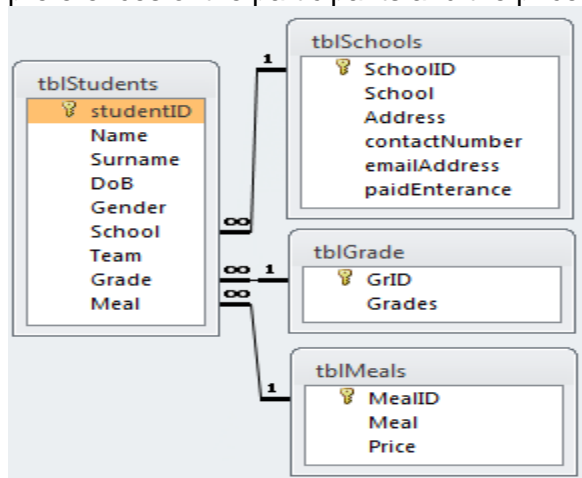 tblStudents
studentID
Name
Surname
DoB
Gender
School
Team
Grade
Meal
1
∞
∞ 1
∞
1
tblSchools
SchoolID
School
Address
contactNumber
emailAddress
paidEnterance
tblGrade
GrID
Grades
tblMeals
MealID
Meal
Price